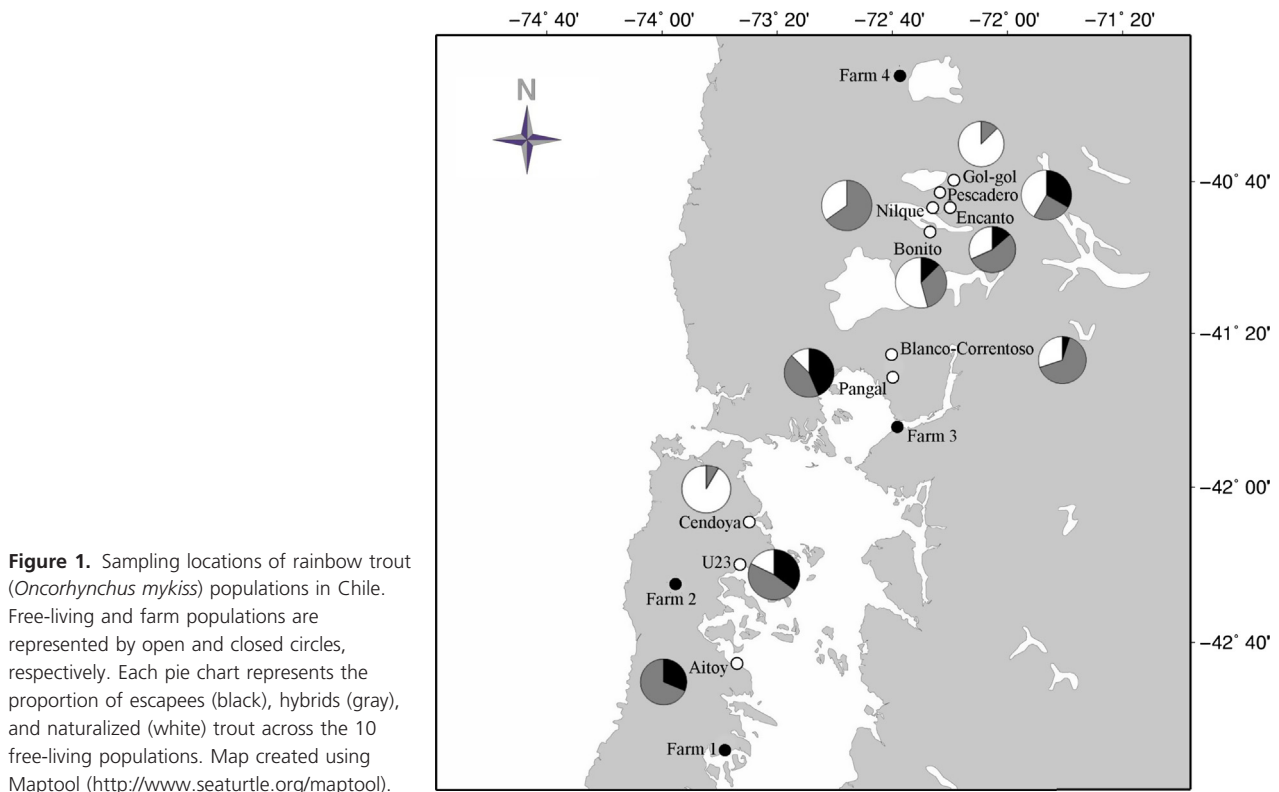 −74° 40'
−74° 00'
−73° 20'
−72° 40'
−72° 00'
−71° 20'
N
Farm 4
Gol-gol
−40° 40'
Pescadero
Nilque
Encanto
Bonito
−41° 20'
Blanco-Correntoso
Pangal
Farm 3
−42° 00'
Cendoya
U23
Farm 2
−42° 40'
Aitoy
Farm 1
Figure 1. Sampling locations of rainbow trout
(Oncorhynchus mykiss) populations in Chile.
Free-living and farm populations are
represented by open and closed circles,
respectively. Each pie chart represents the
proportion of escapees (black), hybrids (gray),
and naturalized (white) trout across the 10
free-living populations. Map created using
Maptool (http://www.seaturtle.org/maptool).